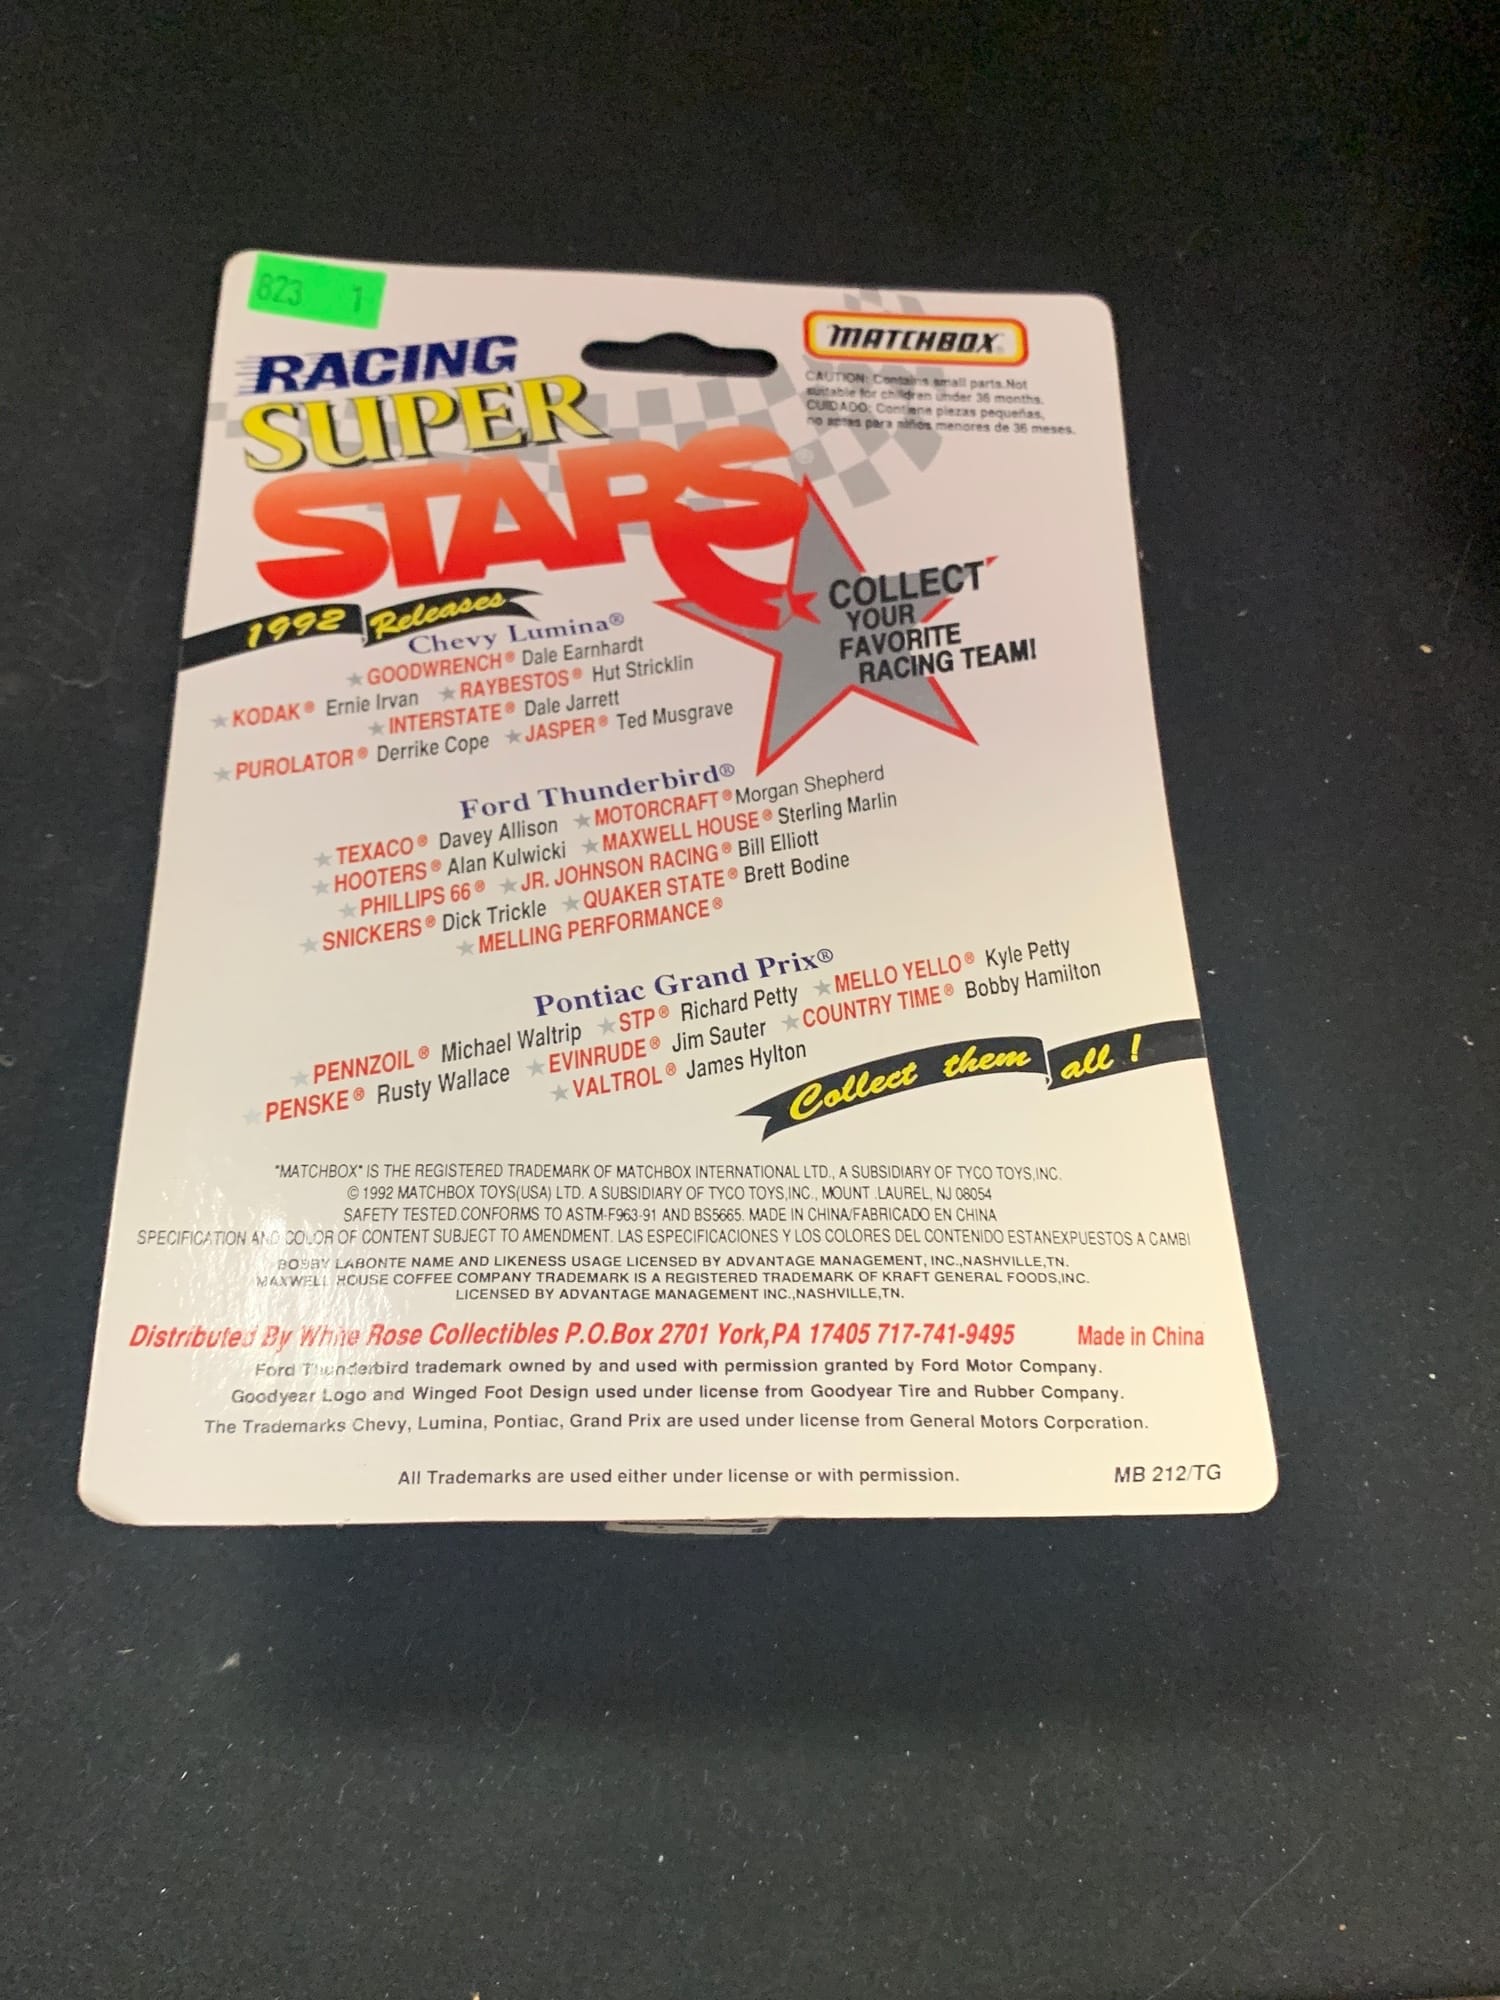 823 1
RACING
SUPER
STARS®
MATCHBOX®
CAUTION: Contains small parts.Not
suitable for children under 36 months.
CUIDADO: Contiene piezas pequeñas,
no aptas para niños menores de 36 meses.
COLLECT
YOUR
FAVORITE
RACING TEAM!
1992 Releases
Chevy Lumina®
GOODWRENCH® Dale Earnhardt
KODAK® Ernie Irvan RAYBESTOS® Hut Stricklin
INTERSTATE® Dale Jarrett
PUROLATOR® Derrike Cope JASPER® Ted Musgrave
Ford Thunderbird®
TEXACO® Davey Allison MOTORCRAFT® Morgan Shepherd
HOOTERS® Alan Kulwicki MAXWELL HOUSE® Sterling Marlin
PHILLIPS 66® JR. JOHNSON RACING® Bill Elliott
SNICKERS® Dick Trickle QUAKER STATE® Brett Bodine
MELLING PERFORMANCE®
Pontiac Grand Prix®
PENNZOIL® Michael Waltrip STP® Richard Petty MELLO YELLO® Kyle Petty
PENSKE® Rusty Wallace EVINRUDE® Jim Sauter COUNTRY TIME® Bobby Hamilton
VALTROL® James Hylton
Collect them all !
"MATCHBOX" IS THE REGISTERED TRADEMARK OF MATCHBOX INTERNATIONAL LTD., A SUBSIDIARY OF TYCO TOYS,INC.
© 1992 MATCHBOX TOYS(USA) LTD. A SUBSIDIARY OF TYCO TOYS,INC., MOUNT .LAUREL, NJ 08054
SAFETY TESTED.CONFORMS TO ASTM-F963-91 AND BS5665. MADE IN CHINA/FABRICADO EN CHINA
SPECIFICATION AND COLOR OF CONTENT SUBJECT TO AMENDMENT. LAS ESPECIFICACIONES Y LOS COLORES DEL CONTENIDO ESTANEXPUESTOS A CAMBI
BOBBY LABONTE NAME AND LIKENESS USAGE LICENSED BY ADVANTAGE MANAGEMENT, INC.,NASHVILLE,TN.
MAXWELL HOUSE COFFEE COMPANY TRADEMARK IS A REGISTERED TRADEMARK OF KRAFT GENERAL FOODS,INC.
LICENSED BY ADVANTAGE MANAGEMENT INC.,NASHVILLE,TN.
Distributed By White Rose Collectibles P.O.Box 2701 York,PA 17405 717-741-9495 Made in China
Ford Thunderbird trademark owned by and used with permission granted by Ford Motor Company.
Goodyear Logo and Winged Foot Design used under license from Goodyear Tire and Rubber Company.
The Trademarks Chevy, Lumina, Pontiac, Grand Prix are used under license from General Motors Corporation.
All Trademarks are used either under license or with permission. MB 212/TG